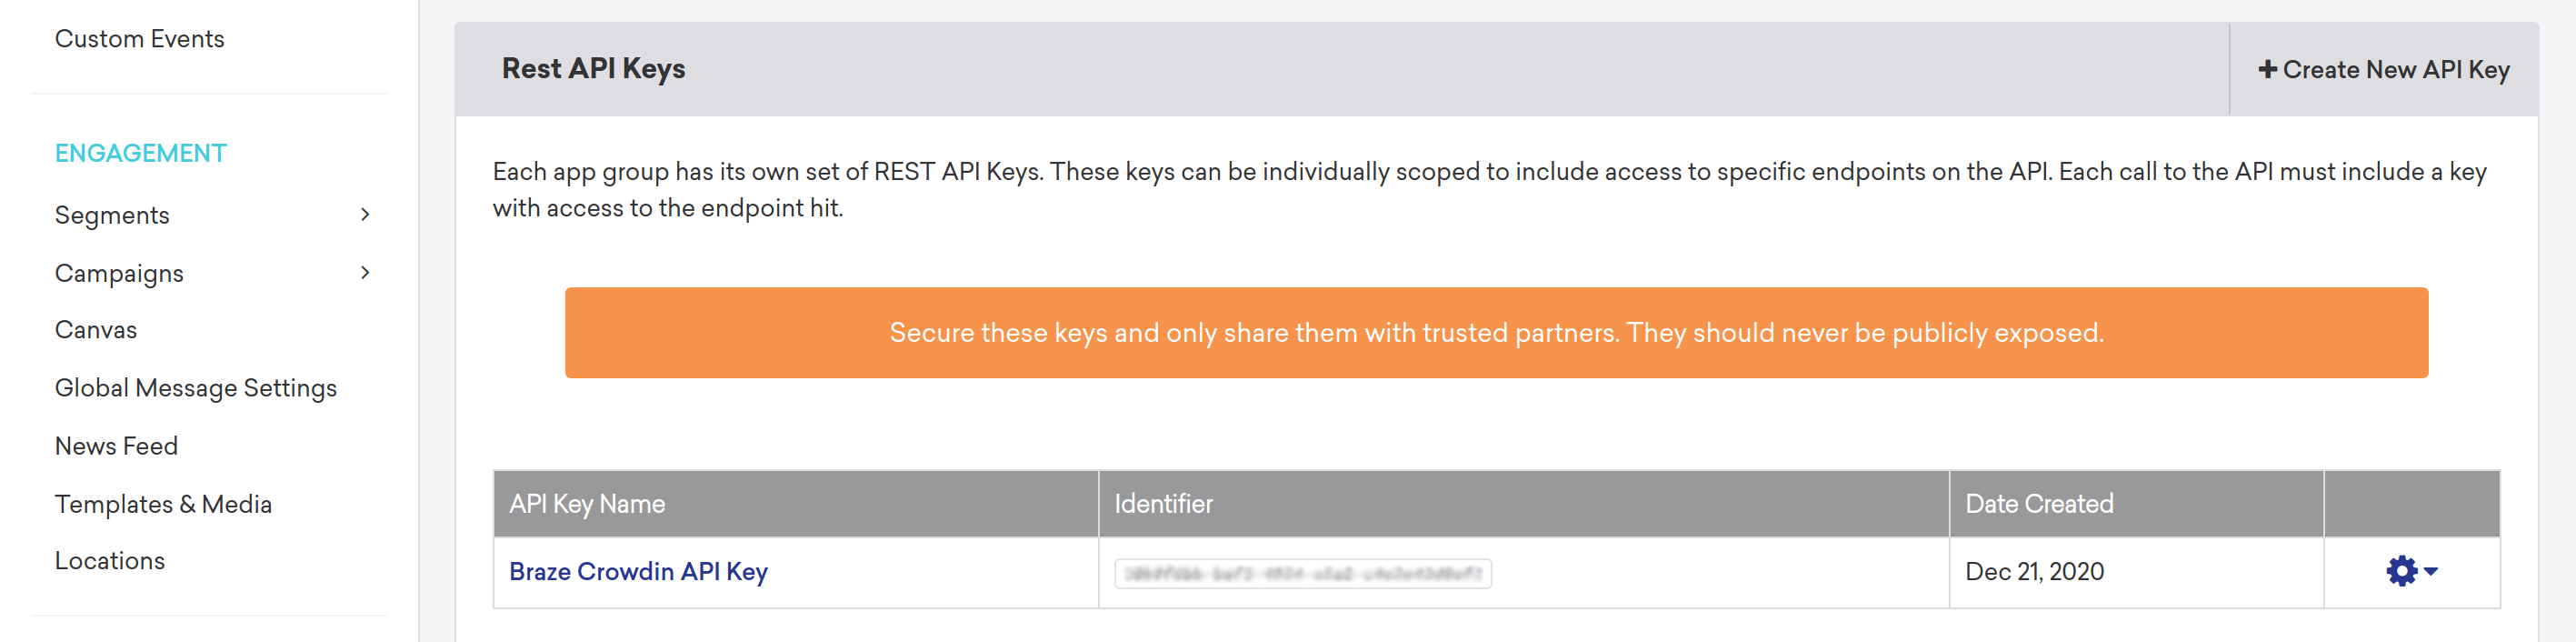 Custom Events
ENGAGEMENT
Segments
Campaigns
Canvas
Global Message Settings
News Feed
Templates & Media
Locations
Rest API Keys
Create New API Key
Each app group has its own set of REST API Keys. These keys can be individually scoped to include access to specific endpoints on the API. Each call to the API must include a key
with access to the endpoint hit.
Secure these keys and only share them with trusted partners. They should never be publicly exposed.
API Key Name Identifier Date Created
Braze Crowdin API Key Dec 21, 2020